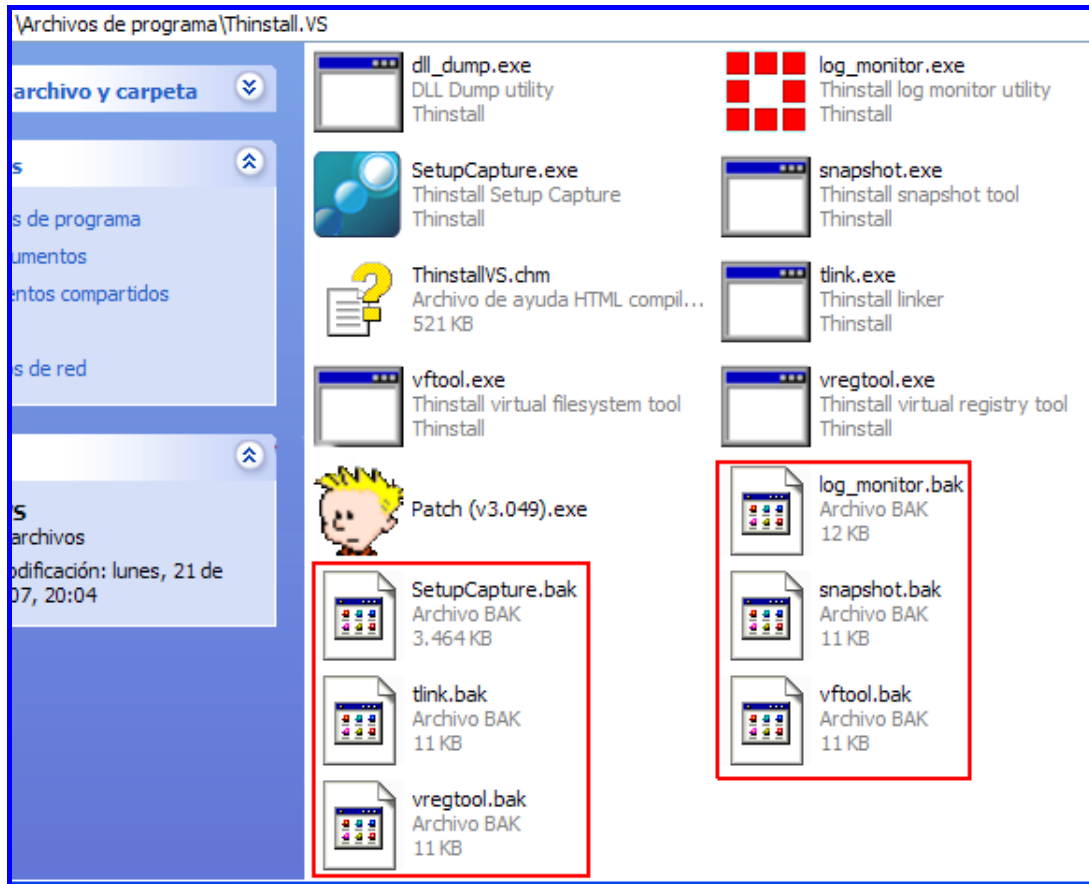 \Archivos de programa\Thinstall.VS
archivo y carpeta
s
s de programa
umentos
entos compartidos
s de red
'S
archivos
odificación: lunes, 21 de
07, 20:04
dll_dump.exe
DLL Dump utility
Thinstall
log_monitor.exe
Thinstall log monitor utility
Thinstall
SetupCapture.exe
Thinstall Setup Capture
Thinstall
snapshot.exe
Thinstall snapshot tool
Thinstall
ThinstallVS.chm
Archivo de ayuda HTML compil...
521 KB
tlink.exe
Thinstall linker
Thinstall
vftool.exe
Thinstall virtual filesystem tool
Thinstall
vregtool.exe
Thinstall virtual registry tool
Thinstall
Patch (v3.049).exe
log_monitor.bak
Archivo BAK
12 KB
SetupCapture.bak
Archivo BAK
3.464 KB
snapshot.bak
Archivo BAK
11 KB
tlink.bak
Archivo BAK
11 KB
vftool.bak
Archivo BAK
11 KB
vregtool.bak
Archivo BAK
11 KB